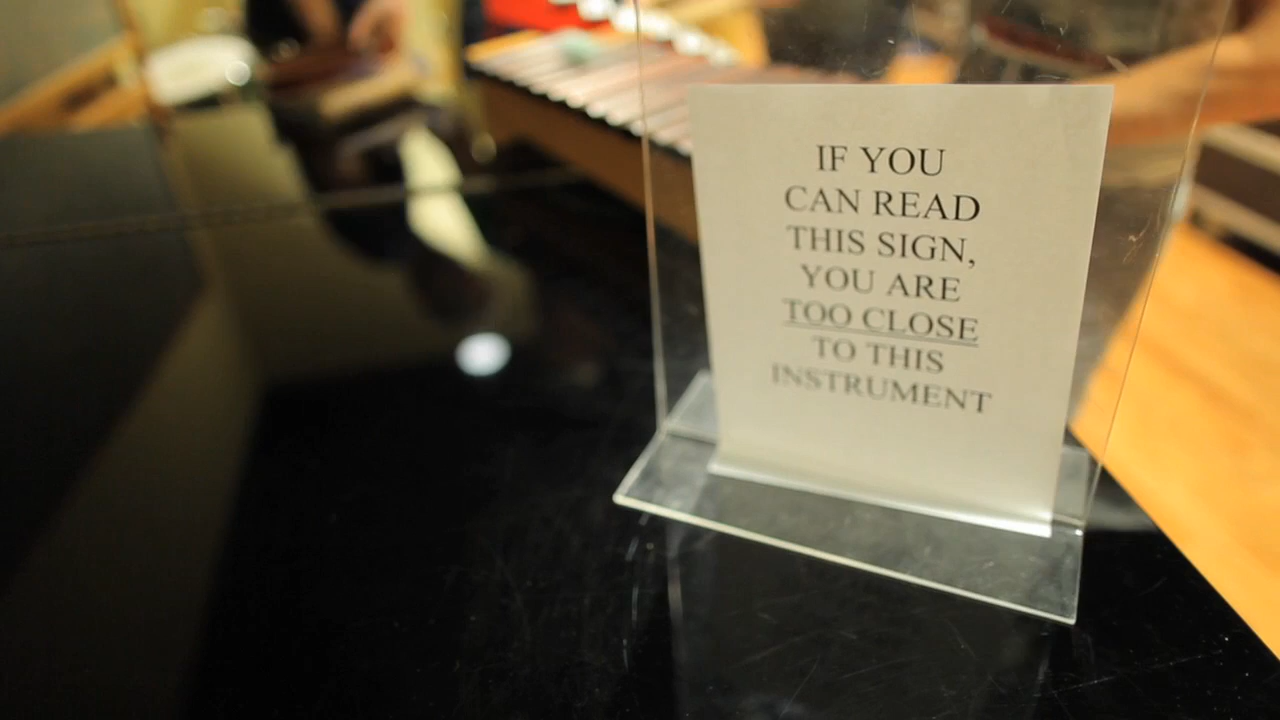 IF YOU
CAN READ
THIS SIGN,
YOU ARE
TOO CLOSE
TO THIS
INSTRUMENT